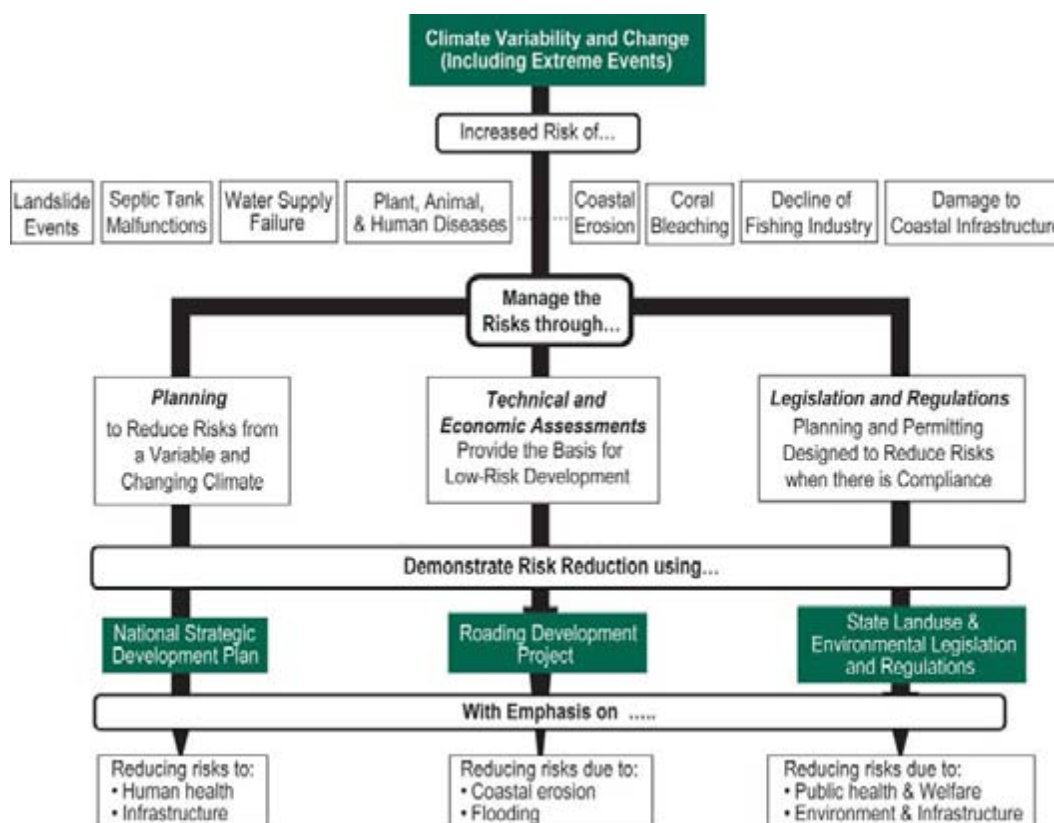 Climate Variability and Change
(Including Extreme Events)
Increased Risk of...
Landslide
Events
Septic Tank
Malfunctions
Water Supply
Failure
Plant, Animal,
& Human Diseases
Coastal
Erosion
Coral
Bleaching
Decline of
Fishing Industry
Damage to
Coastal Infrastructure
Manage the
Risks through...
Planning
to Reduce Risks from
a Variable and
Changing Climate
Technical and
Economic Assessments
Provide the Basis for
Low-Risk Development
Legislation and Regulations
Planning and Permitting
Designed to Reduce Risks
when there is Compliance
Demonstrate Risk Reduction using...
National Strategic
Development Plan
Roading Development
Project
State Landuse &
Environmental Legislation
and Regulations
With Emphasis on .....
Reducing risks to:
• Human health
• Infrastructure
Reducing risks due to:
• Coastal erosion
• Flooding
Reducing risks due to:
• Public health & Welfare
• Environment & Infrastructure